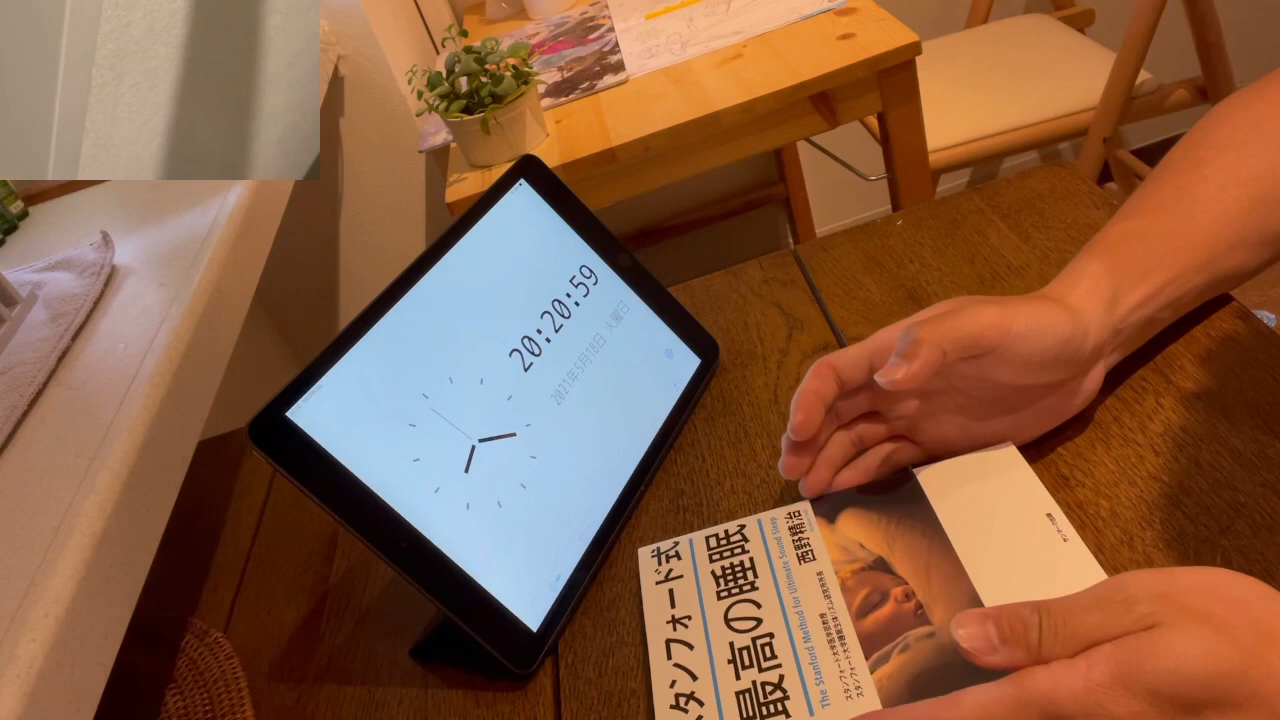 20:20:59
2021年5月18日 火曜日
スタンフォード式
最高の睡眠
The Stanford Method for Ultimate Sound Sleep
西野精治
スタンフォード大学医学部教授
スタンフォード大学睡眠生体リズム研究所所長